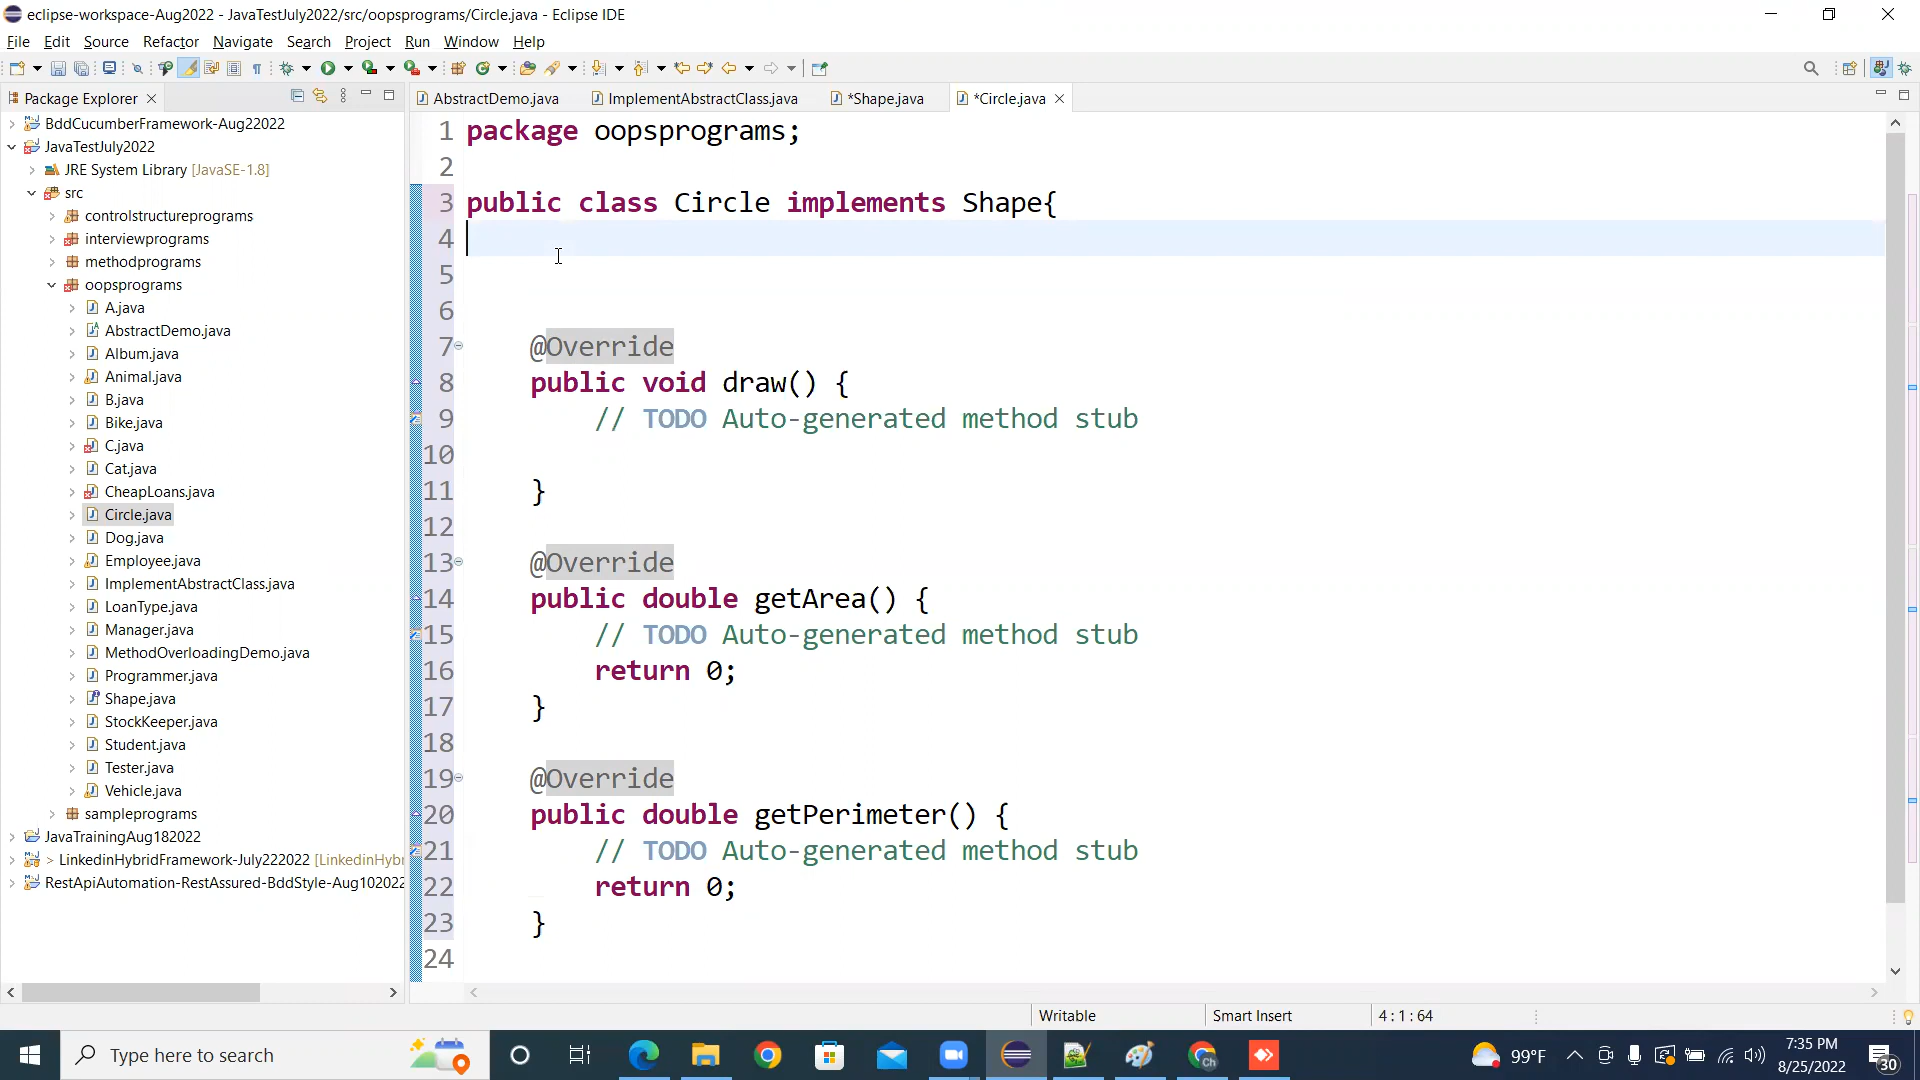 eclipse-workspace-Aug2022 - JavaTestJuly2022/src/oopsprograms/Circle.java - Eclipse IDE
File Edit Source Refactor Navigate Search Project Run Window Help
Package Explorer
AbstractDemo.java ImplementAbstractClass.java *Shape.java *Circle.java
BddCucumberFramework-Aug22022
JavaTestJuly2022
JRE System Library [JavaSE-1.8]
src
controlstructureprograms
interviewprograms
methodprograms
oopsprograms
A.java
AbstractDemo.java
Album.java
Animal.java
B.java
Bike.java
C.java
Cat.java
CheapLoans.java
Circle.java
Dog.java
Employee.java
ImplementAbstractClass.java
LoanType.java
Manager.java
MethodOverloadingDemo.java
Programmer.java
Shape.java
StockKeeper.java
Student.java
Tester.java
Vehicle.java
sampleprograms
JavaTrainingAug182022
> LinkedinHybridFramework-July222022 [LinkedinHybr
RestApiAutomation-RestAssured-BddStyle-Aug102022
1 package oopsprograms;
2
3 public class Circle implements Shape{
4
5
6
7 @Override
8 public void draw() {
9 // TODO Auto-generated method stub
10
11 }
12
13 @Override
14 public double getArea() {
15 // TODO Auto-generated method stub
16 return 0;
17 }
18
19 @Override
20 public double getPerimeter() {
21 // TODO Auto-generated method stub
22 return 0;
23 }
24
Writable Smart Insert 4 : 1 : 64
Type here to search
99°F
7:35 PM
8/25/2022
30